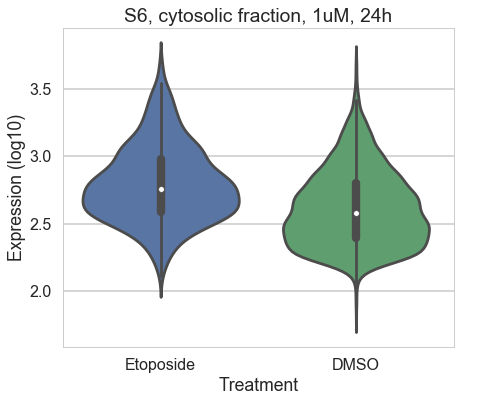 S6, cytosolic fraction, 1uM, 24h
Expression (log10)
3.5
3.0
2.5
2.0
Etoposide DMSO
Treatment